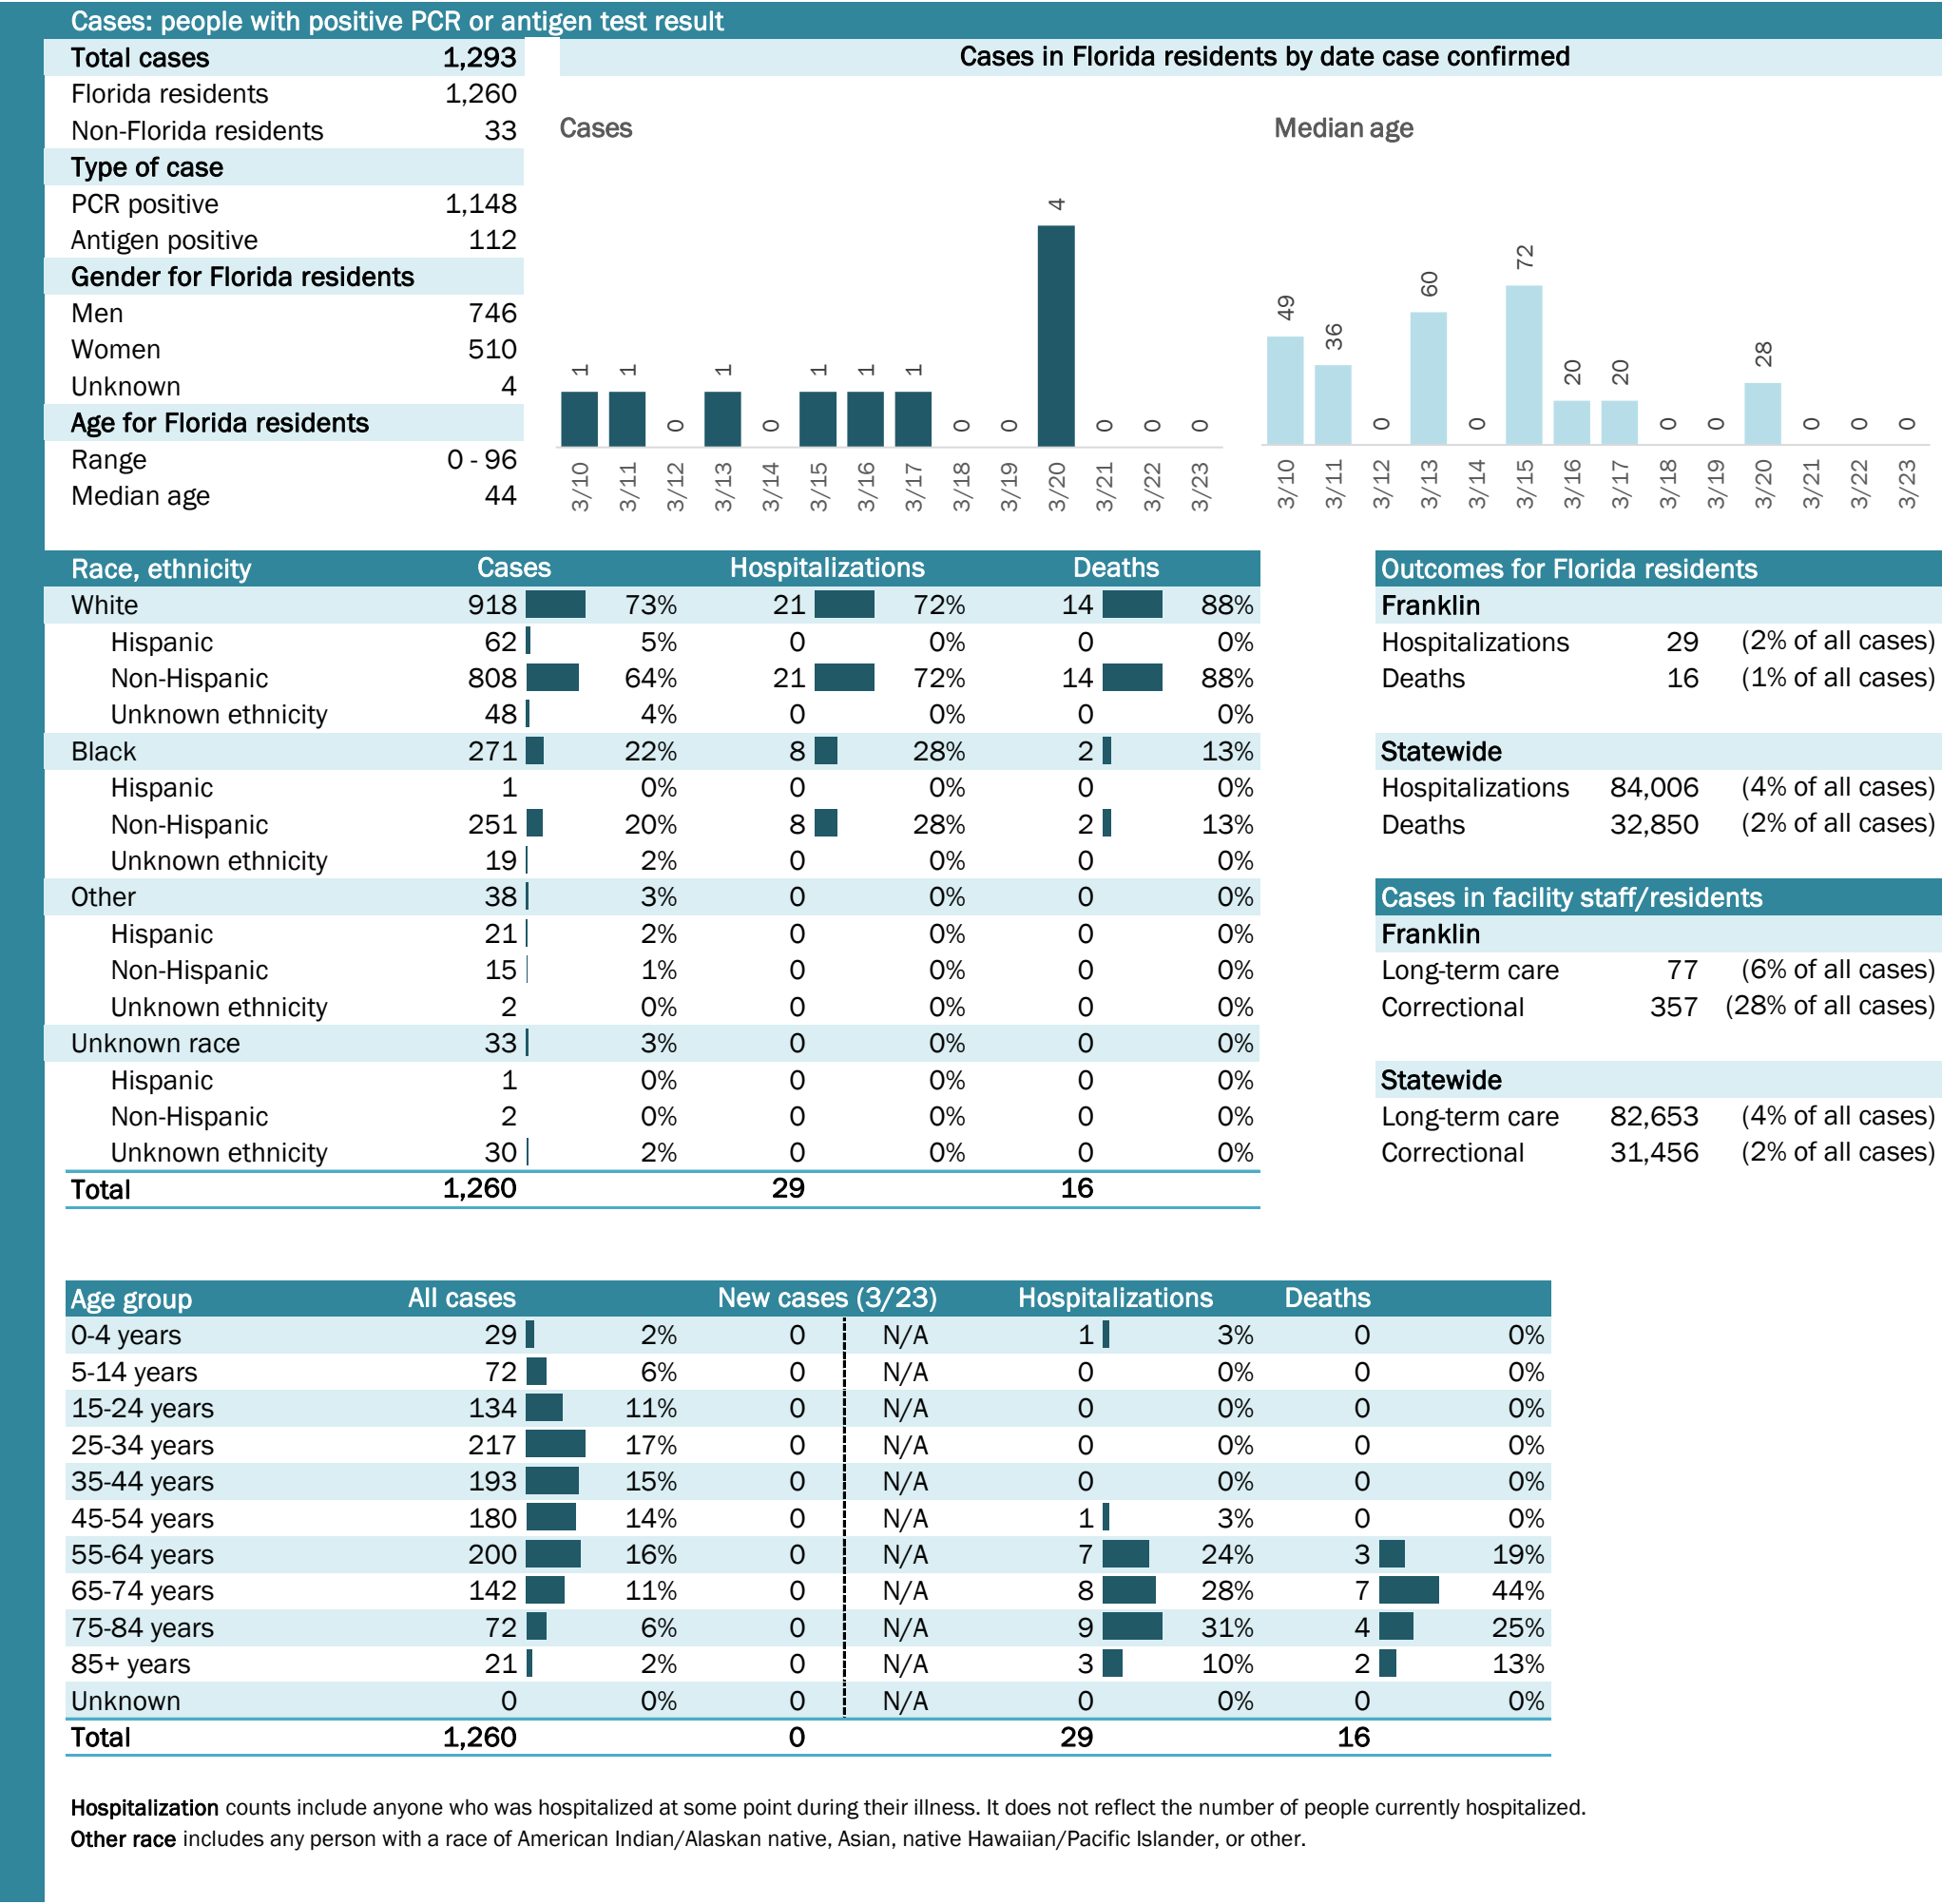 Cases: people with positive PCR or antigen test result
Total cases 1,293
Florida residents 1,260
Non-Florida residents 33
Type of case
PCR positive 1,148
Antigen positive 112
Gender for Florida residents
Men 746
Women 510
Unknown 4
Age for Florida residents
Range 0 - 96
Median age 44
Cases in Florida residents by date case confirmed
Cases
1 1 0 1 0 1 1 1 0 0 4 0 0 0
3/10 3/11 3/12 3/13 3/14 3/15 3/16 3/17 3/18 3/19 3/20 3/21 3/22 3/23
Median age
49 36 0 60 0 72 20 20 0 0 28 0 0 0
3/10 3/11 3/12 3/13 3/14 3/15 3/16 3/17 3/18 3/19 3/20 3/21 3/22 3/23
Race, ethnicity Cases Hospitalizations Deaths
White 918 73% 21 72% 14 88%
Hispanic 62 5% 0 0% 0 0%
Non-Hispanic 808 64% 21 72% 14 88%
Unknown ethnicity 48 4% 0 0% 0 0%
Black 271 22% 8 28% 2 13%
Hispanic 1 0% 0 0% 0 0%
Non-Hispanic 251 20% 8 28% 2 13%
Unknown ethnicity 19 2% 0 0% 0 0%
Other 38 3% 0 0% 0 0%
Hispanic 21 2% 0 0% 0 0%
Non-Hispanic 15 1% 0 0% 0 0%
Unknown ethnicity 2 0% 0 0% 0 0%
Unknown race 33 3% 0 0% 0 0%
Hispanic 1 0% 0 0% 0 0%
Non-Hispanic 2 0% 0 0% 0 0%
Unknown ethnicity 30 2% 0 0% 0 0%
Total 1,260 29 16
Outcomes for Florida residents
Franklin
Hospitalizations 29 (2% of all cases)
Deaths 16 (1% of all cases)
Statewide
Hospitalizations 84,006 (4% of all cases)
Deaths 32,850 (2% of all cases)
Cases in facility staff/residents
Franklin
Long-term care 77 (6% of all cases)
Correctional 357 (28% of all cases)
Statewide
Long-term care 82,653 (4% of all cases)
Correctional 31,456 (2% of all cases)
Age group All cases New cases (3/23) Hospitalizations Deaths
0-4 years 29 2% 0 N/A 1 3% 0 0%
5-14 years 72 6% 0 N/A 0 0% 0 0%
15-24 years 134 11% 0 N/A 0 0% 0 0%
25-34 years 217 17% 0 N/A 0 0% 0 0%
35-44 years 193 15% 0 N/A 0 0% 0 0%
45-54 years 180 14% 0 N/A 1 3% 0 0%
55-64 years 200 16% 0 N/A 7 24% 3 19%
65-74 years 142 11% 0 N/A 8 28% 7 44%
75-84 years 72 6% 0 N/A 9 31% 4 25%
85+ years 21 2% 0 N/A 3 10% 2 13%
Unknown 0 0% 0 N/A 0 0% 0 0%
Total 1,260 0 29 16
Hospitalization counts include anyone who was hospitalized at some point during their illness. It does not reflect the number of people currently hospitalized.
Other race includes any person with a race of American Indian/Alaskan native, Asian, native Hawaiian/Pacific Islander, or other.